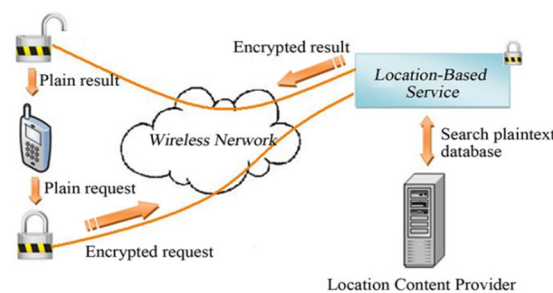 Encrypted result
Plain result
Location-Based
Service
Wireless Nerwork
Search plaintext
database
Plain request
Encrypted request
Location Content Provider